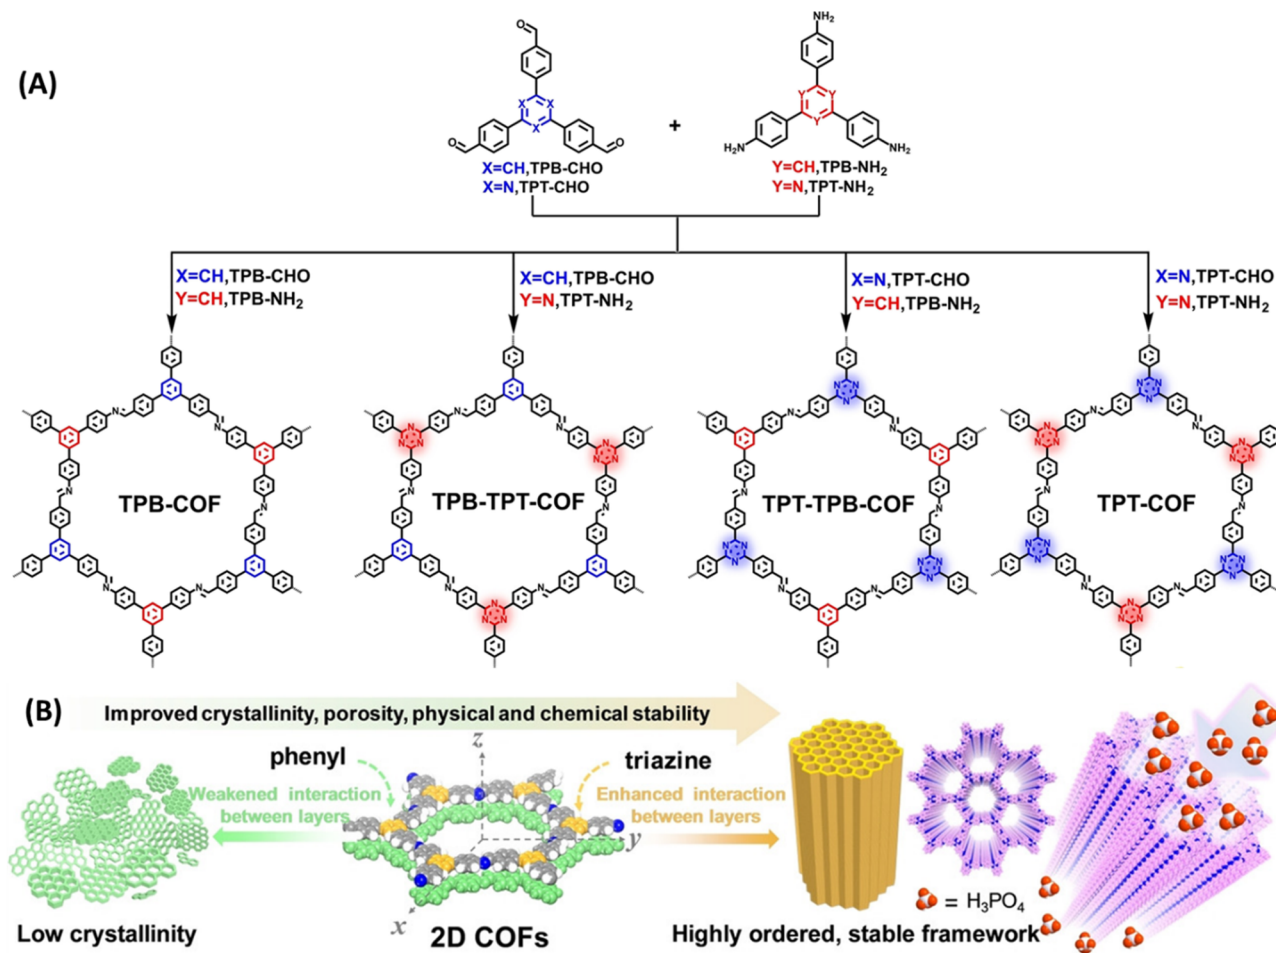 (A)
O
NH₂
X
X
X
Y
Y
Y
+
O
O
H₂N
NH₂
X=CH,TPB-CHO
X=N,TPT-CHO
Y=CH,TPB-NH₂
Y=N,TPT-NH₂
X=CH,TPB-CHO
Y=CH,TPB-NH₂
X=CH,TPB-CHO
Y=N,TPT-NH₂
X=N,TPT-CHO
Y=CH,TPB-NH₂
X=N,TPT-CHO
Y=N,TPT-NH₂
TPB-COF
TPB-TPT-COF
TPT-TPB-COF
TPT-COF
(B)
Improved crystallinity, porosity, physical and chemical stability
phenyl
z
triazine
Weakened interaction
between layers
Enhanced interaction
between layers
y
x
Low crystallinity
2D COFs
= H₃PO₄
Highly ordered, stable framework